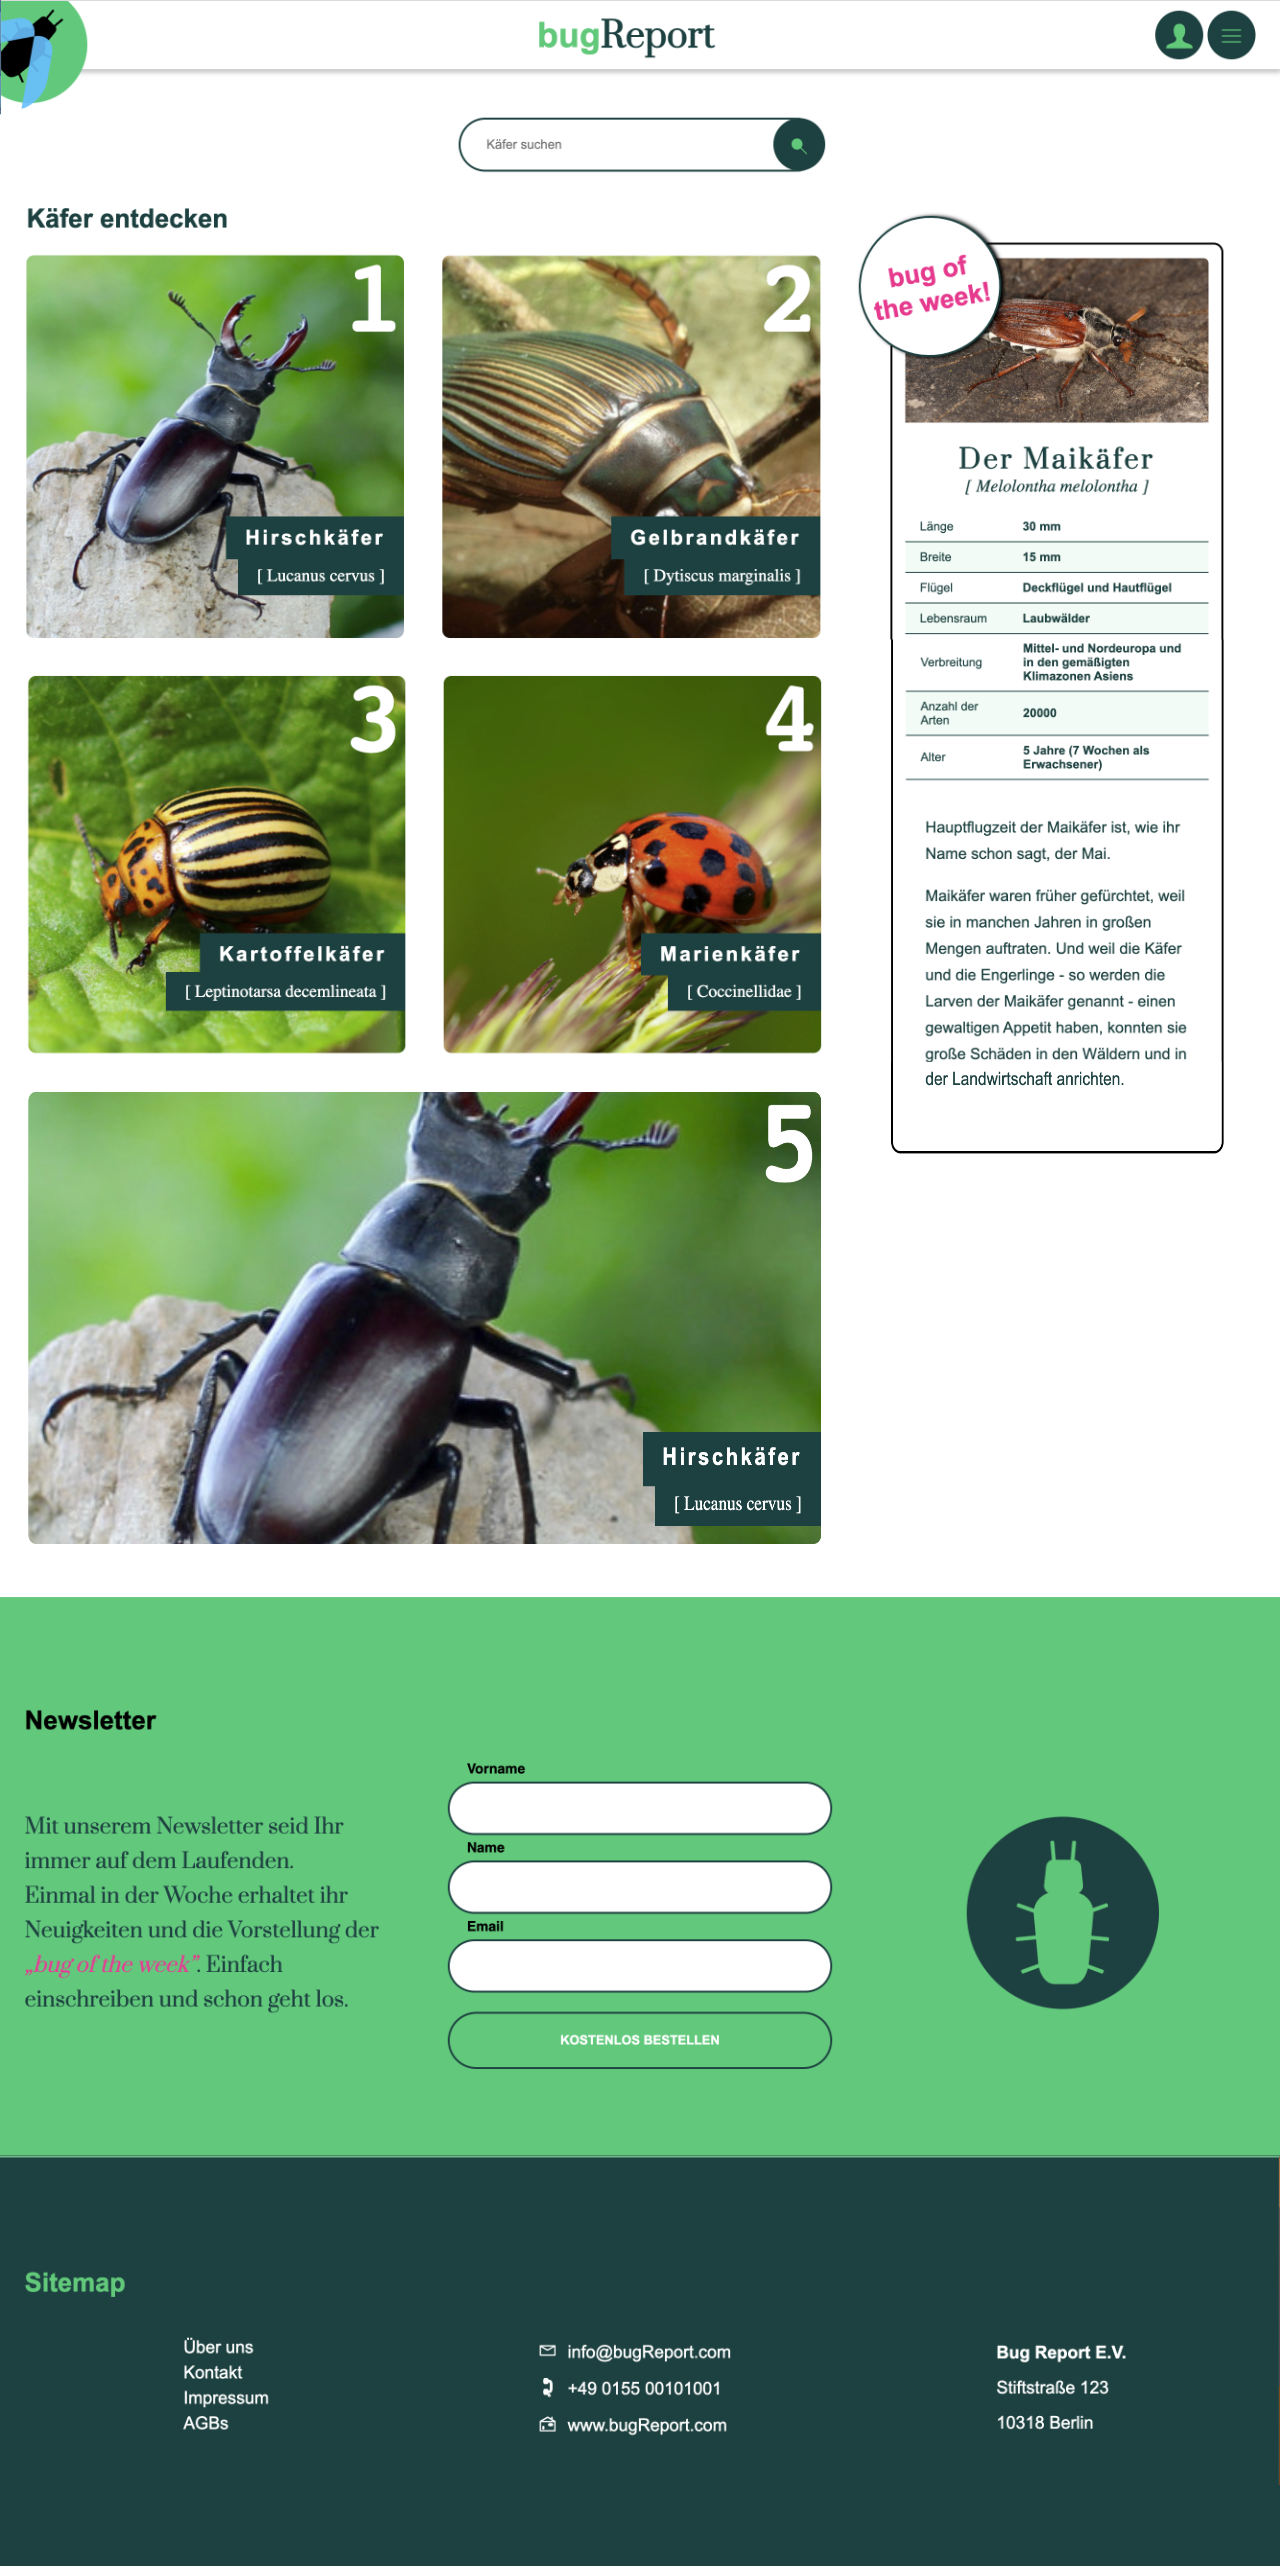 bugReport
Käfer suchen
Käfer entdecken
1
Hirschkäfer
[ Lucanus cervus ]
2
Gelbrandkäfer
[ Dytiscus marginalis ]
3
Kartoffelkäfer
[ Leptinotarsa decemlineata ]
4
Marienkäfer
[ Coccinellidae ]
5
Hirschkäfer
[ Lucanus cervus ]
bug of
the week!
Der Maikäfer
[ Melolontha melolontha ]
Länge 30 mm
Breite 15 mm
Flügel Deckflügel und Hautflügel
Lebensraum Laubwälder
Verbreitung Mittel- und Nordeuropa und
in den gemäßigten
Klimazonen Asiens
Anzahl der
Arten 20000
Alter 5 Jahre (7 Wochen als
Erwachsener)
Hauptflugzeit der Maikäfer ist, wie ihr
Name schon sagt, der Mai.
Maikäfer waren früher gefürchtet, weil
sie in manchen Jahren in großen
Mengen auftraten. Und weil die Käfer
und die Engerlinge - so werden die
Larven der Maikäfer genannt - einen
gewaltigen Appetit haben, konnten sie
große Schäden in den Wäldern und in
der Landwirtschaft anrichten.
Newsletter
Mit unserem Newsletter seid Ihr
immer auf dem Laufenden.
Einmal in der Woche erhaltet ihr
Neuigkeiten und die Vorstellung der
„bug of the week”. Einfach
einschreiben und schon geht los.
Vorname
Name
Email
KOSTENLOS BESTELLEN
Sitemap
Über uns
Kontakt
Impressum
AGBs
info@bugReport.com
+49 0155 00101001
www.bugReport.com
Bug Report E.V.
Stiftstraße 123
10318 Berlin